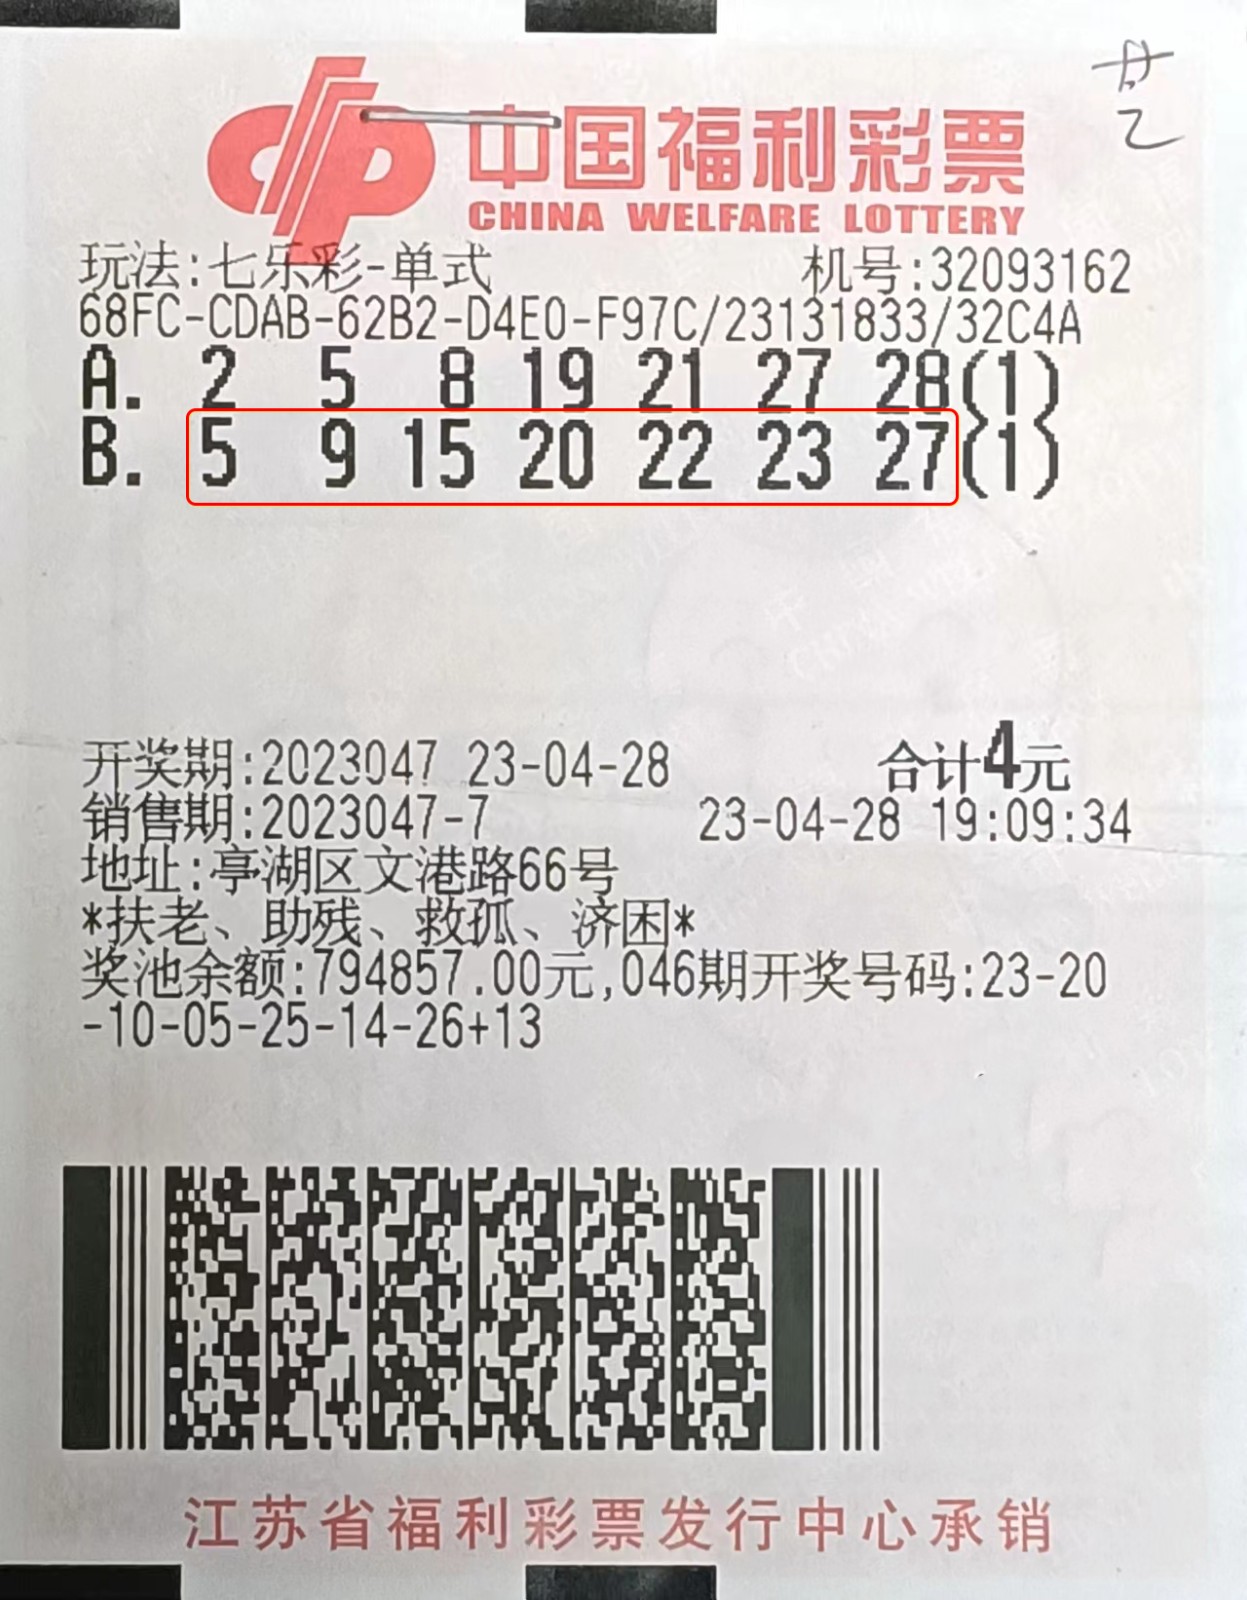 中国福利彩票
CHINA WELFARE LOTTERY
玩法:七乐彩-单式 机号:32093162
68FC-CDAB-62B2-D4E0-F97C/23131833/32C4A
A. 2 5 8 19 21 27 28(1)
B. 5 9 15 20 22 23 27(1)
开奖期:2023047 23-04-28 合计4元
销售期:2023047-7 23-04-28 19:09:34
地址:亭湖区文港路66号
*扶老、助残、救孤、济困*
奖池余额:794857.00元,046期开奖号码:23-20
-10-05-25-14-26+13
江苏省福利彩票发行中心承销